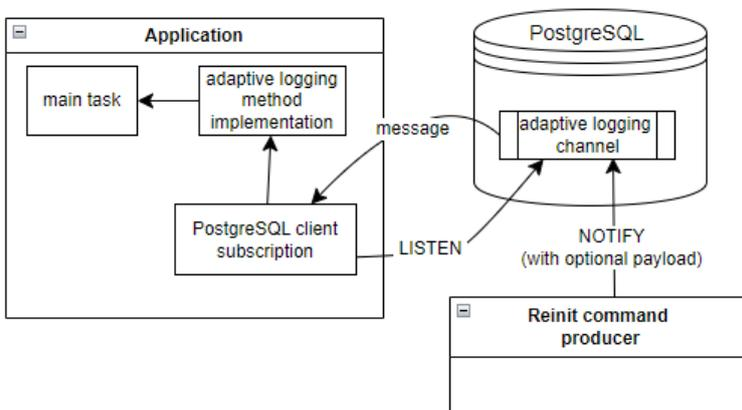 Application
main task
adaptive logging
method
implementation
PostgreSQL client
subscription
message
LISTEN
PostgreSQL
adaptive logging
channel
NOTIFY
(with optional payload)
Reinit command
producer